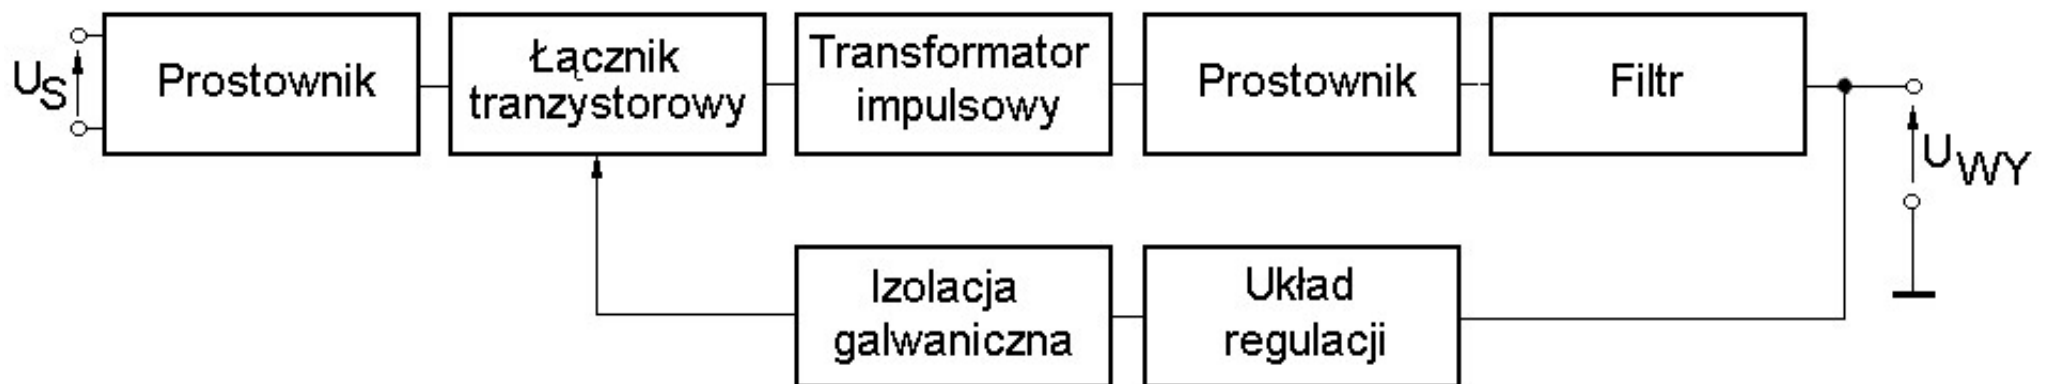 U_S
Prostownik
Łącznik
tranzystorowy
Transformator
impulsowy
Prostownik
Filtr
U_WY
Izolacja
galwaniczna
Układ
regulacji